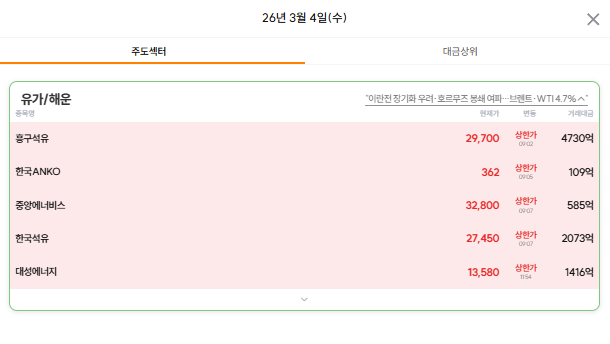 26년 3월 4일(수)
주도섹터 대금상위
유가/해운 "이란전 장기화 우려·호르무즈 봉쇄 여파…브렌트·WTI 4.7%↗"
종목명 현재가 변동 거래대금
흥구석유 29,700 상한가 4730억
09:02
한국ANKO 362 상한가 109억
09:05
중앙에너비스 32,800 상한가 585억
09:07
한국석유 27,450 상한가 2073억
09:07
대성에너지 13,580 상한가 1416억
11:54